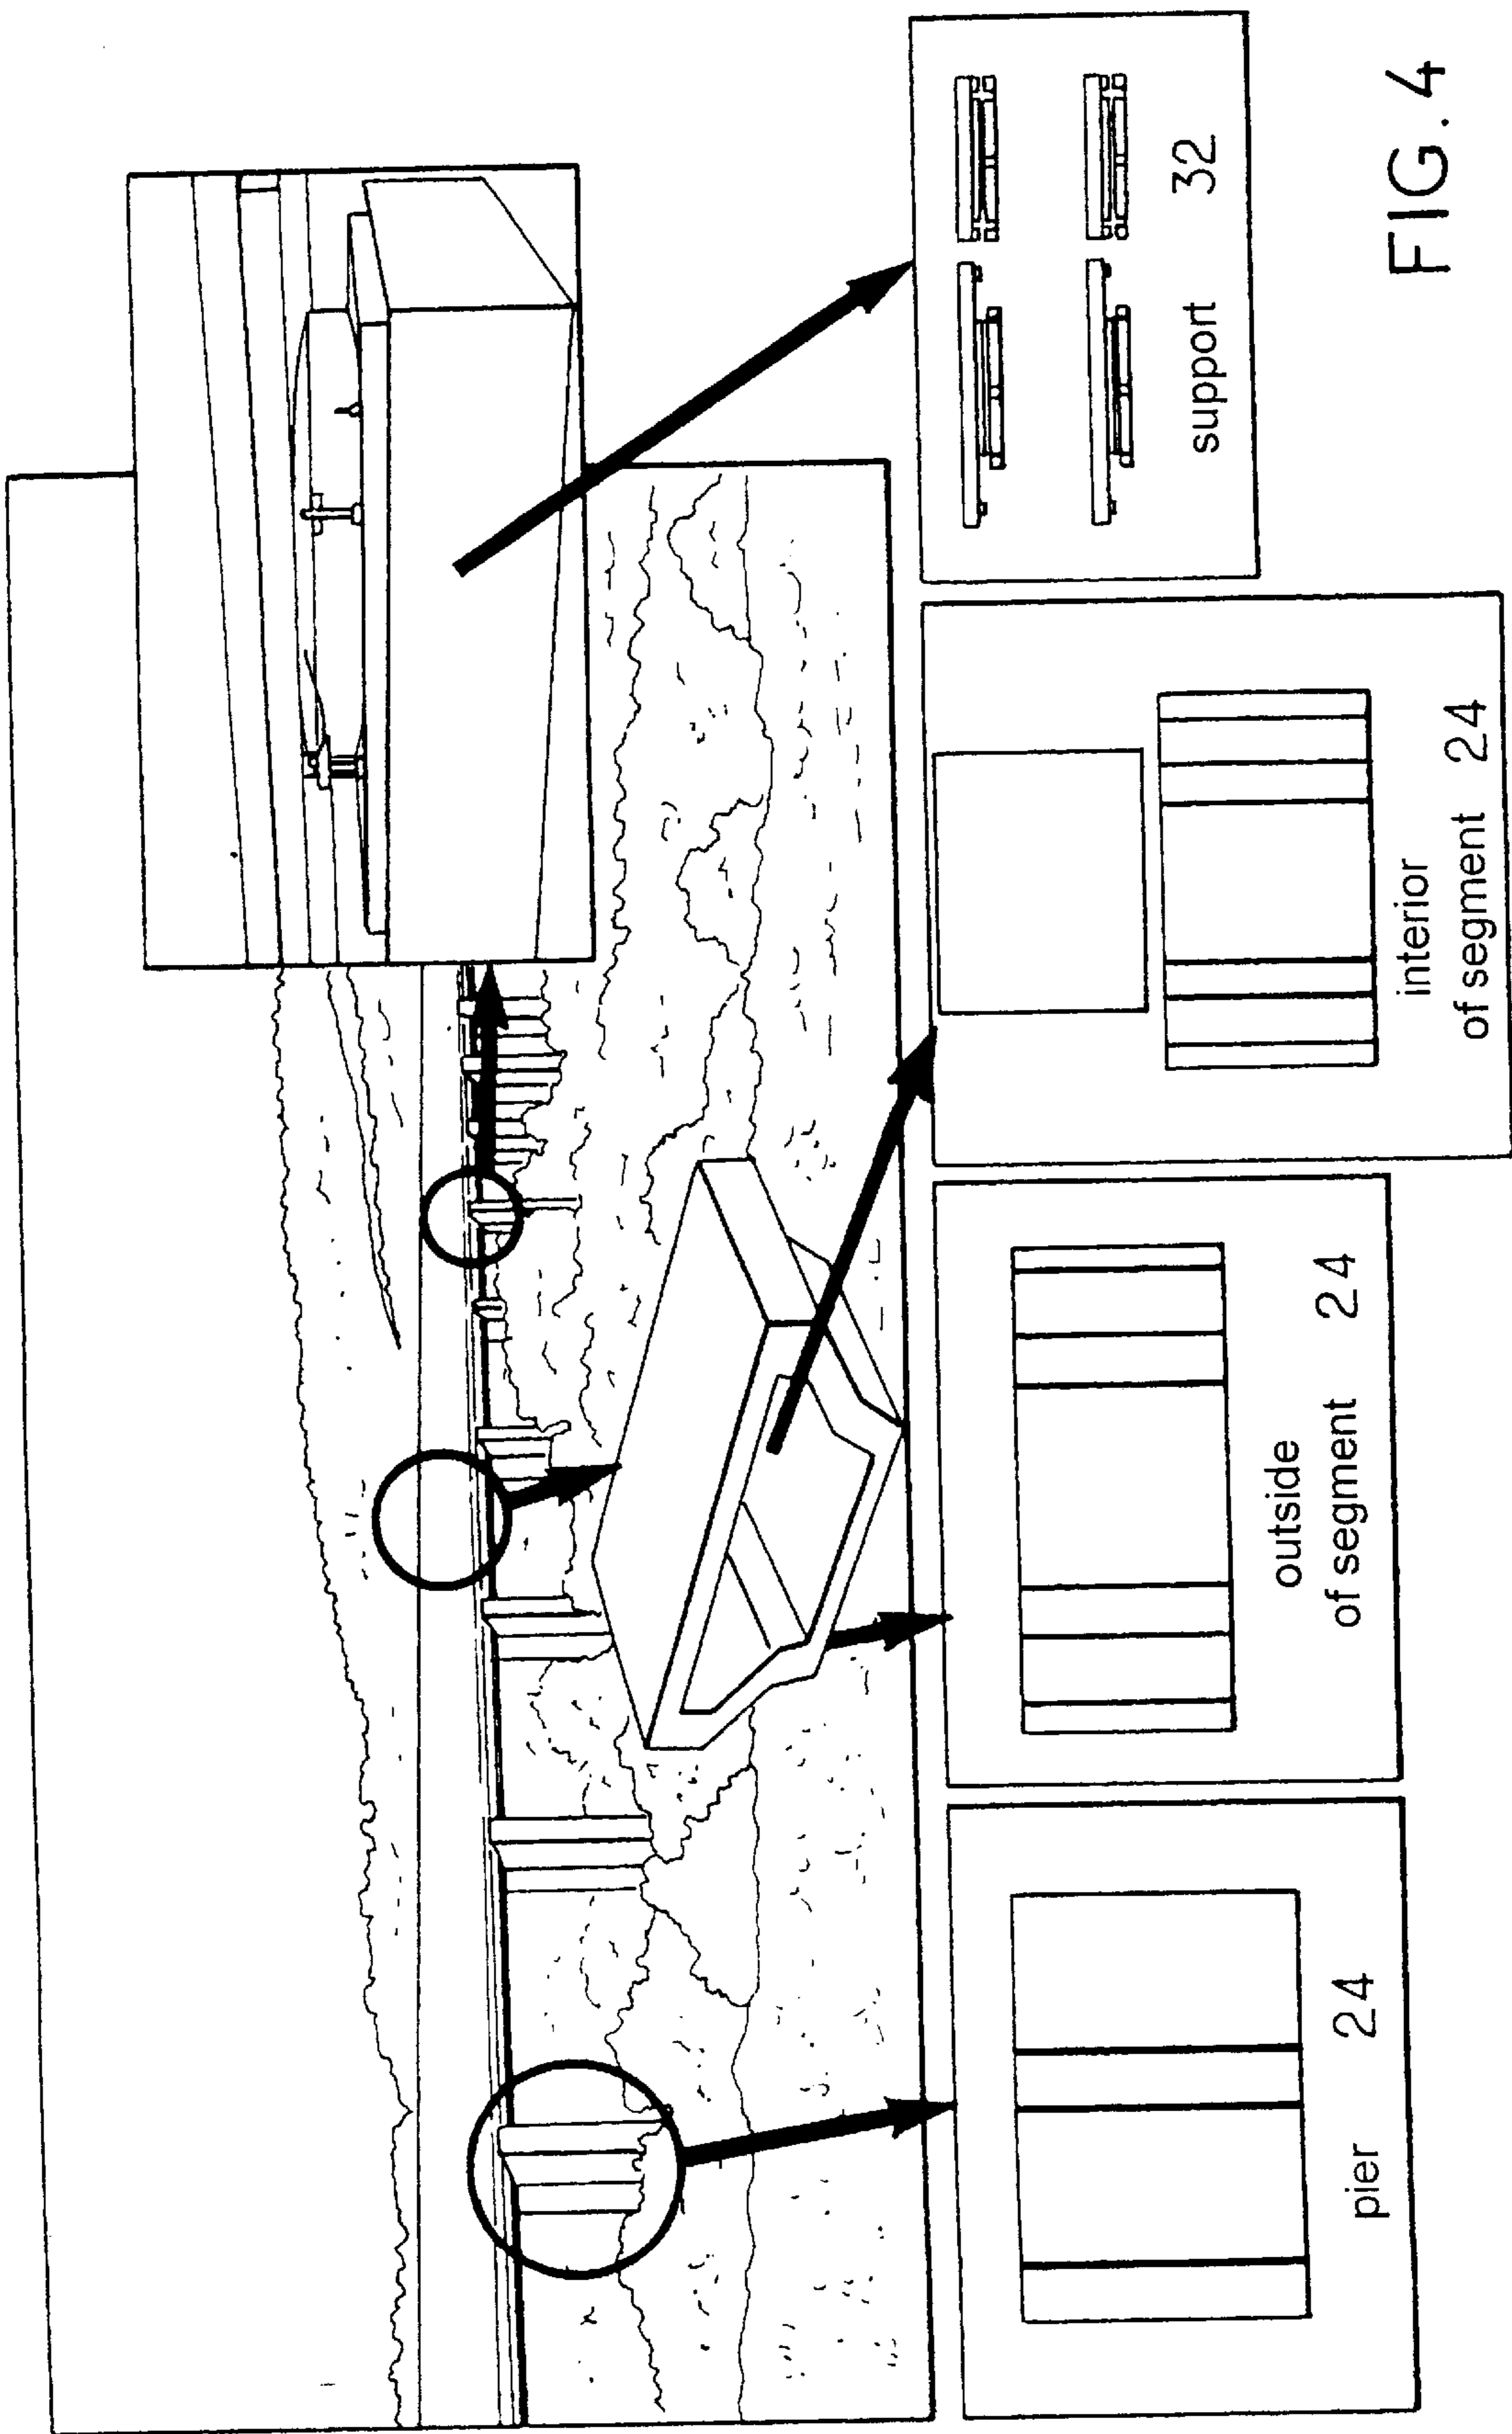 pier 24
outside
of segment 24
interior
of segment 24
support 32
FIG. 4